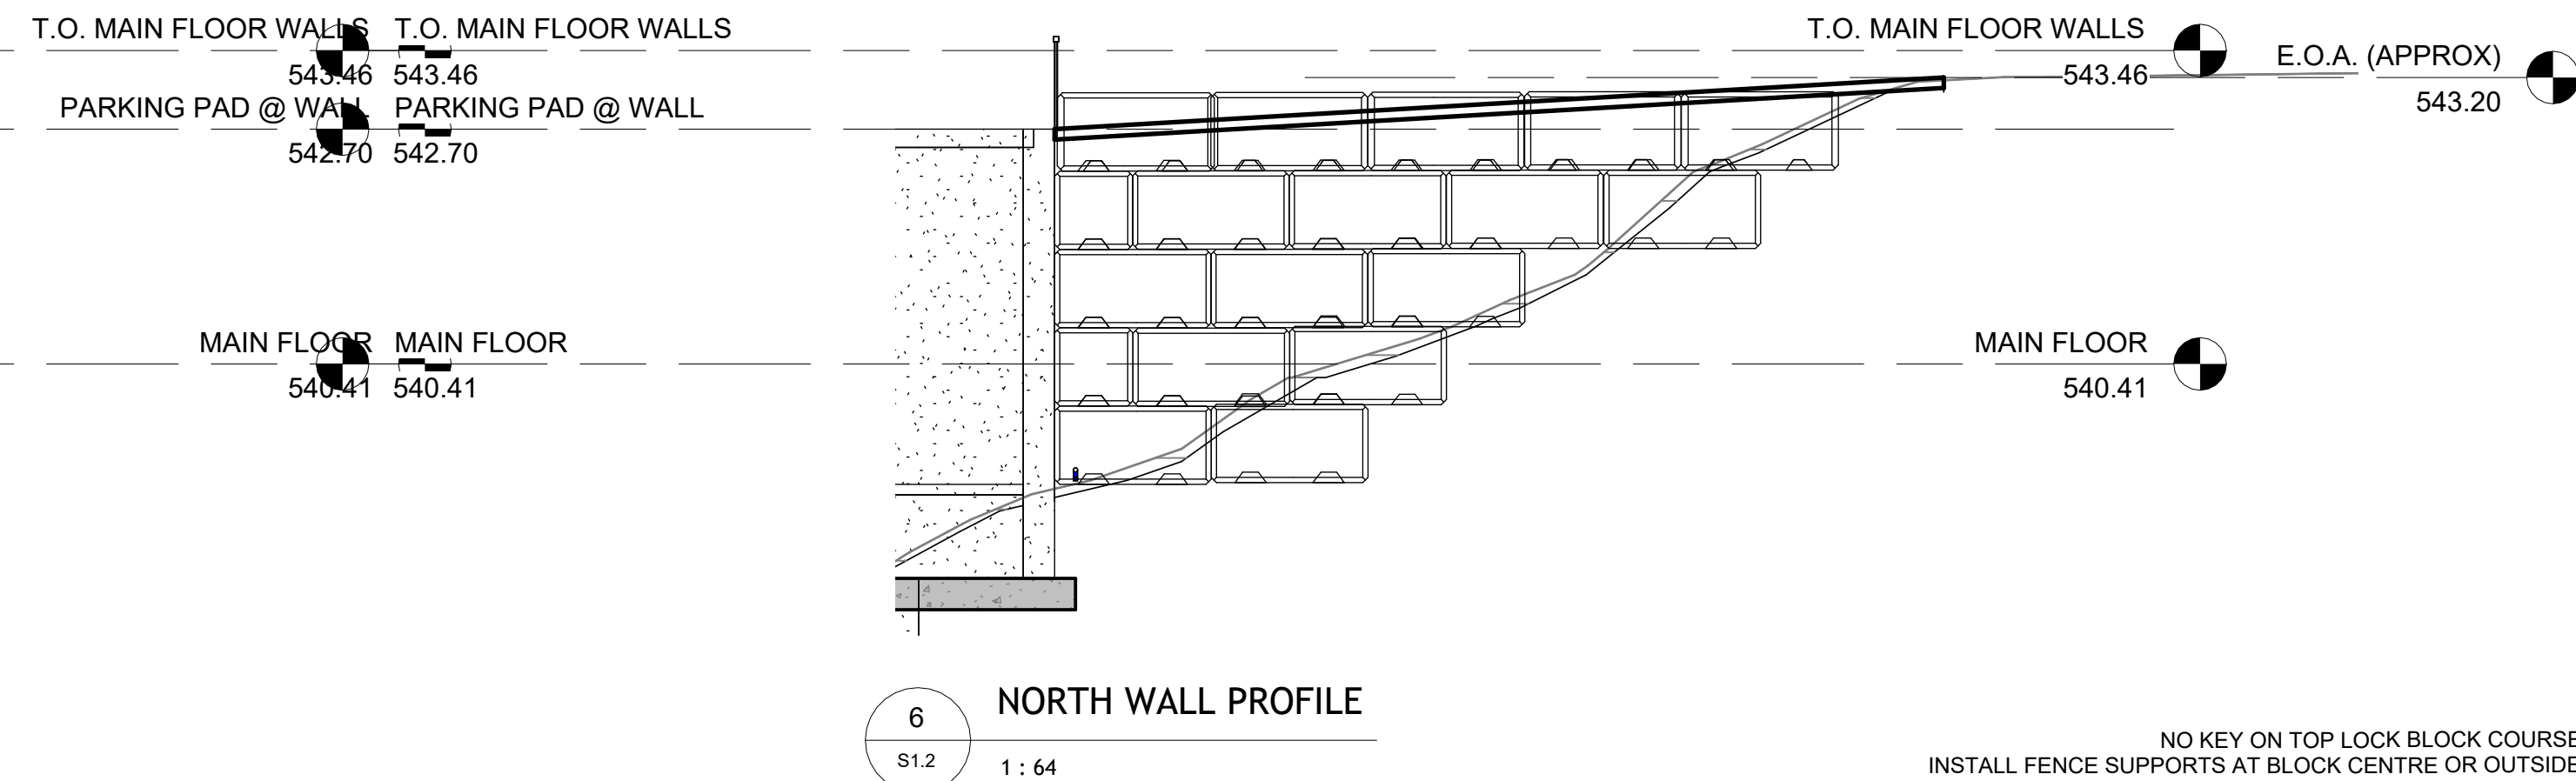 T.O. MAIN FLOOR WALLS T.O. MAIN FLOOR WALLS T.O. MAIN FLOOR WALLS
E.O.A. (APPROX)
543.46 543.46 543.46
543.20
PARKING PAD @ WALL PARKING PAD @ WALL
542.70 542.70
MAIN FLOOR MAIN FLOOR MAIN FLOOR
540.41 540.41 540.41
6
NORTH WALL PROFILE
S1.2
1 : 64
NO KEY ON TOP LOCK BLOCK COURSE
INSTALL FENCE SUPPORTS AT BLOCK CENTRE OR OUTSIDE